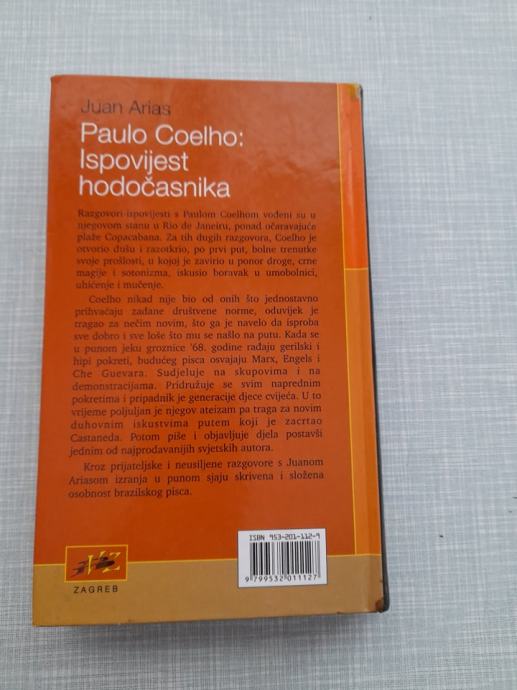 Juan Arias
Paulo Coelho:
Ispovijest
hodočasnika
Razgovori-ispovijesti s Paulom Coelhom vođeni su u
njegovom stanu u Rio de Janeiru, ponad očaravajuće
plaže Copacabana. Za tih dugih razgovora, Coelho je
otvorio dušu i razotkrio, po prvi put, bolne trenutke
svoje prošlosti, u kojoj je zavirio u ponor droge, crne
magije i sotonizma, iskusio boravak u umobolnici,
uhićenje i mučenje.
Coelho nikad nije bio od onih što jednostavno
prihvaćaju zadane društvene norme, oduvijek je
tragao za nečim novim, što ga je navelo da isproba
sve dobro i sve loše što mu se našlo na putu. Kada se
u punom jeku groznice '68. godine rađaju gerilski i
hipi pokreti, budućeg pisca osvajaju Marx, Engels i
Che Guevara. Sudjeluje na skupovima i na
demonstracijama. Pridružuje se svim naprednim
pokretima i pripadnik je generacije djece cvijeća. U to
vrijeme poljuljan je njegov ateizam pa traga za novim
duhovnim iskustvima putem koji je zacrtao
Castaneda. Potom piše i objavljuje djela postavši
jednim od najprodavanijih svjetskih autora.
Kroz prijateljske i neusiljene razgovore s Juanom
Ariasom izranja u punom sjaju skrivena i složena
osobnost brazilskog pisca.
ISBN 953-201-112-9
9 799532 011127
VZ
ZAGREB